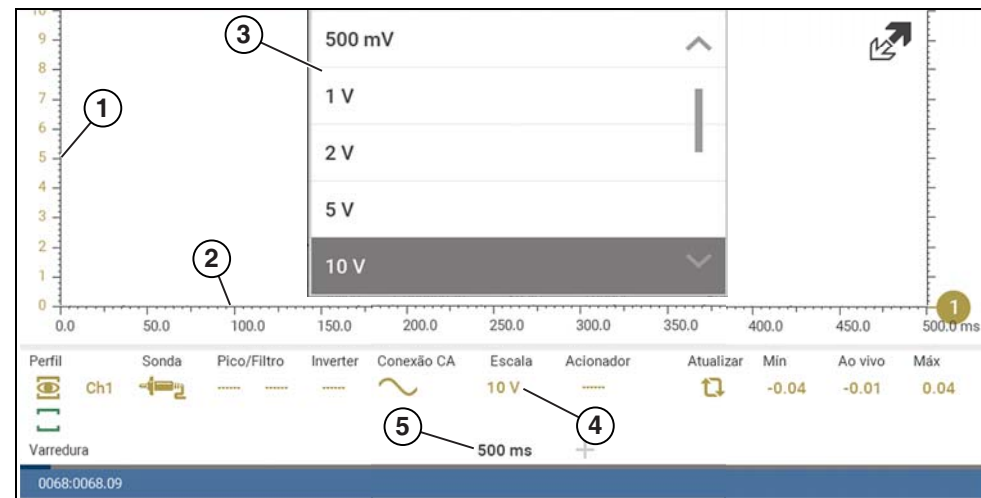 10
9
8
7
6
5
4
3
2
1
0
1
2
3
500 mV
1 V
2 V
5 V
10 V
0.0 50.0 100.0 150.0 200.0 250.0 300.0 350.0 400.0 450.0 500.0 ms
1
Perfil Sonda Pico/Filtro Inverter Conexão CA Escala Acionador Atualizar Mín Ao vivo Máx
Ch1 ----- ----- ----- 10 V ----- -0.04 -0.01 0.04
5
4
Varredura 500 ms +
0068:0068.09